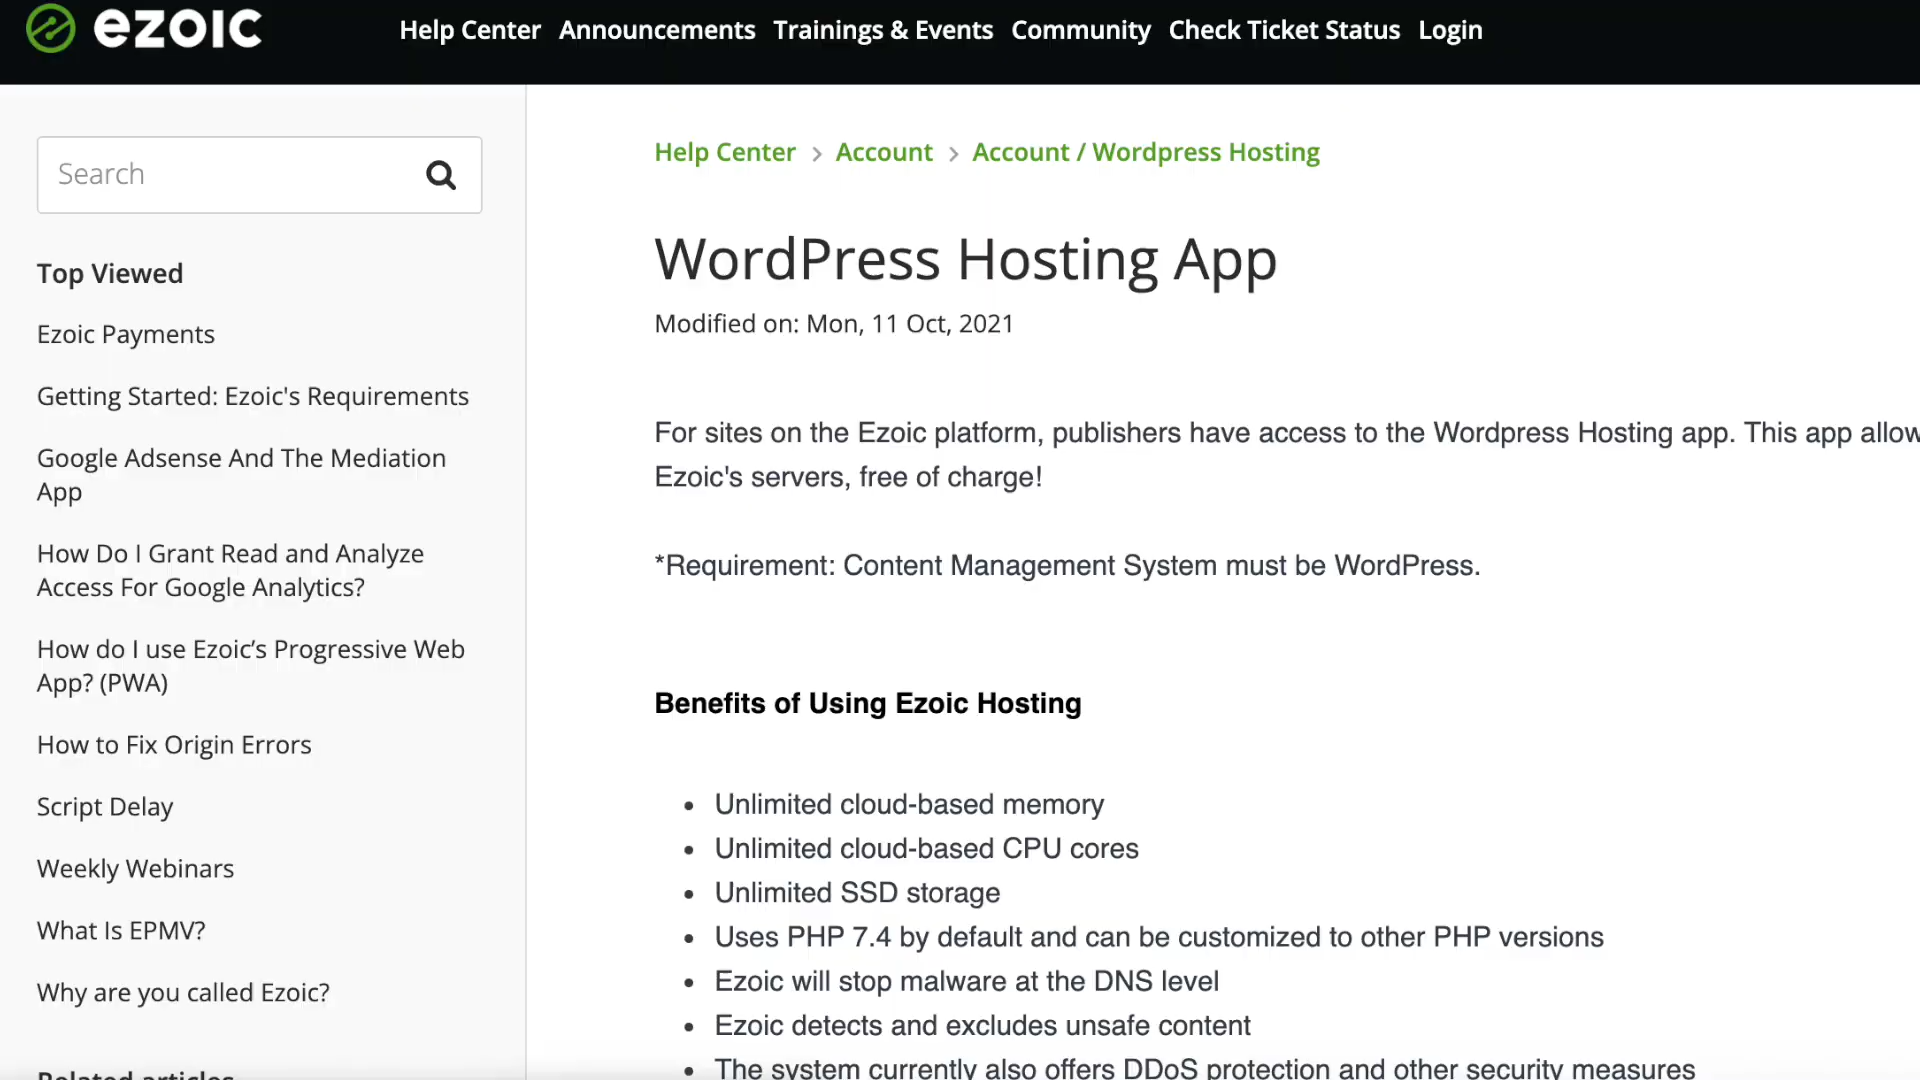 ezoic
Help Center Announcements Trainings & Events Community Check Ticket Status Login
Search
Top Viewed
Ezoic Payments
Getting Started: Ezoic's Requirements
Google Adsense And The Mediation
App
How Do I Grant Read and Analyze
Access For Google Analytics?
How do I use Ezoic’s Progressive Web
App? (PWA)
How to Fix Origin Errors
Script Delay
Weekly Webinars
What Is EPMV?
Why are you called Ezoic?
Related articles
Help Center > Account > Account / Wordpress Hosting
WordPress Hosting App
Modified on: Mon, 11 Oct, 2021
For sites on the Ezoic platform, publishers have access to the Wordpress Hosting app. This app allow
Ezoic's servers, free of charge!
*Requirement: Content Management System must be WordPress.
Benefits of Using Ezoic Hosting
• Unlimited cloud-based memory
• Unlimited cloud-based CPU cores
• Unlimited SSD storage
• Uses PHP 7.4 by default and can be customized to other PHP versions
• Ezoic will stop malware at the DNS level
• Ezoic detects and excludes unsafe content
• The system currently also offers DDoS protection and other security measures